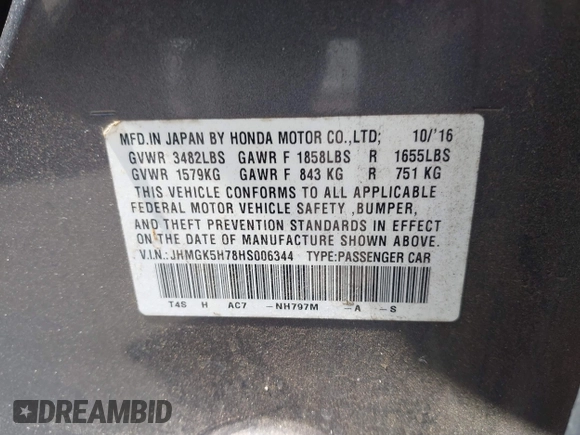 MFD.IN JAPAN BY HONDA MOTOR CO.,LTD; 10/'16
GVWR 3482LBS GAWR F 1858LBS R 1655LBS
GVWR 1579KG GAWR F 843 KG R 751 KG
THIS VEHICLE CONFORMS TO ALL APPLICABLE
FEDERAL MOTOR VEHICLE SAFETY ,BUMPER,
AND THEFT PREVENTION STANDARDS IN EFFECT
ON THE DATE OF MANUFACTURE SHOWN ABOVE.
V.I.N.: JHMGK5H78HS006344 TYPE:PASSENGER CAR
T4S H AC7 -NH797M -A -S
DREAMBID